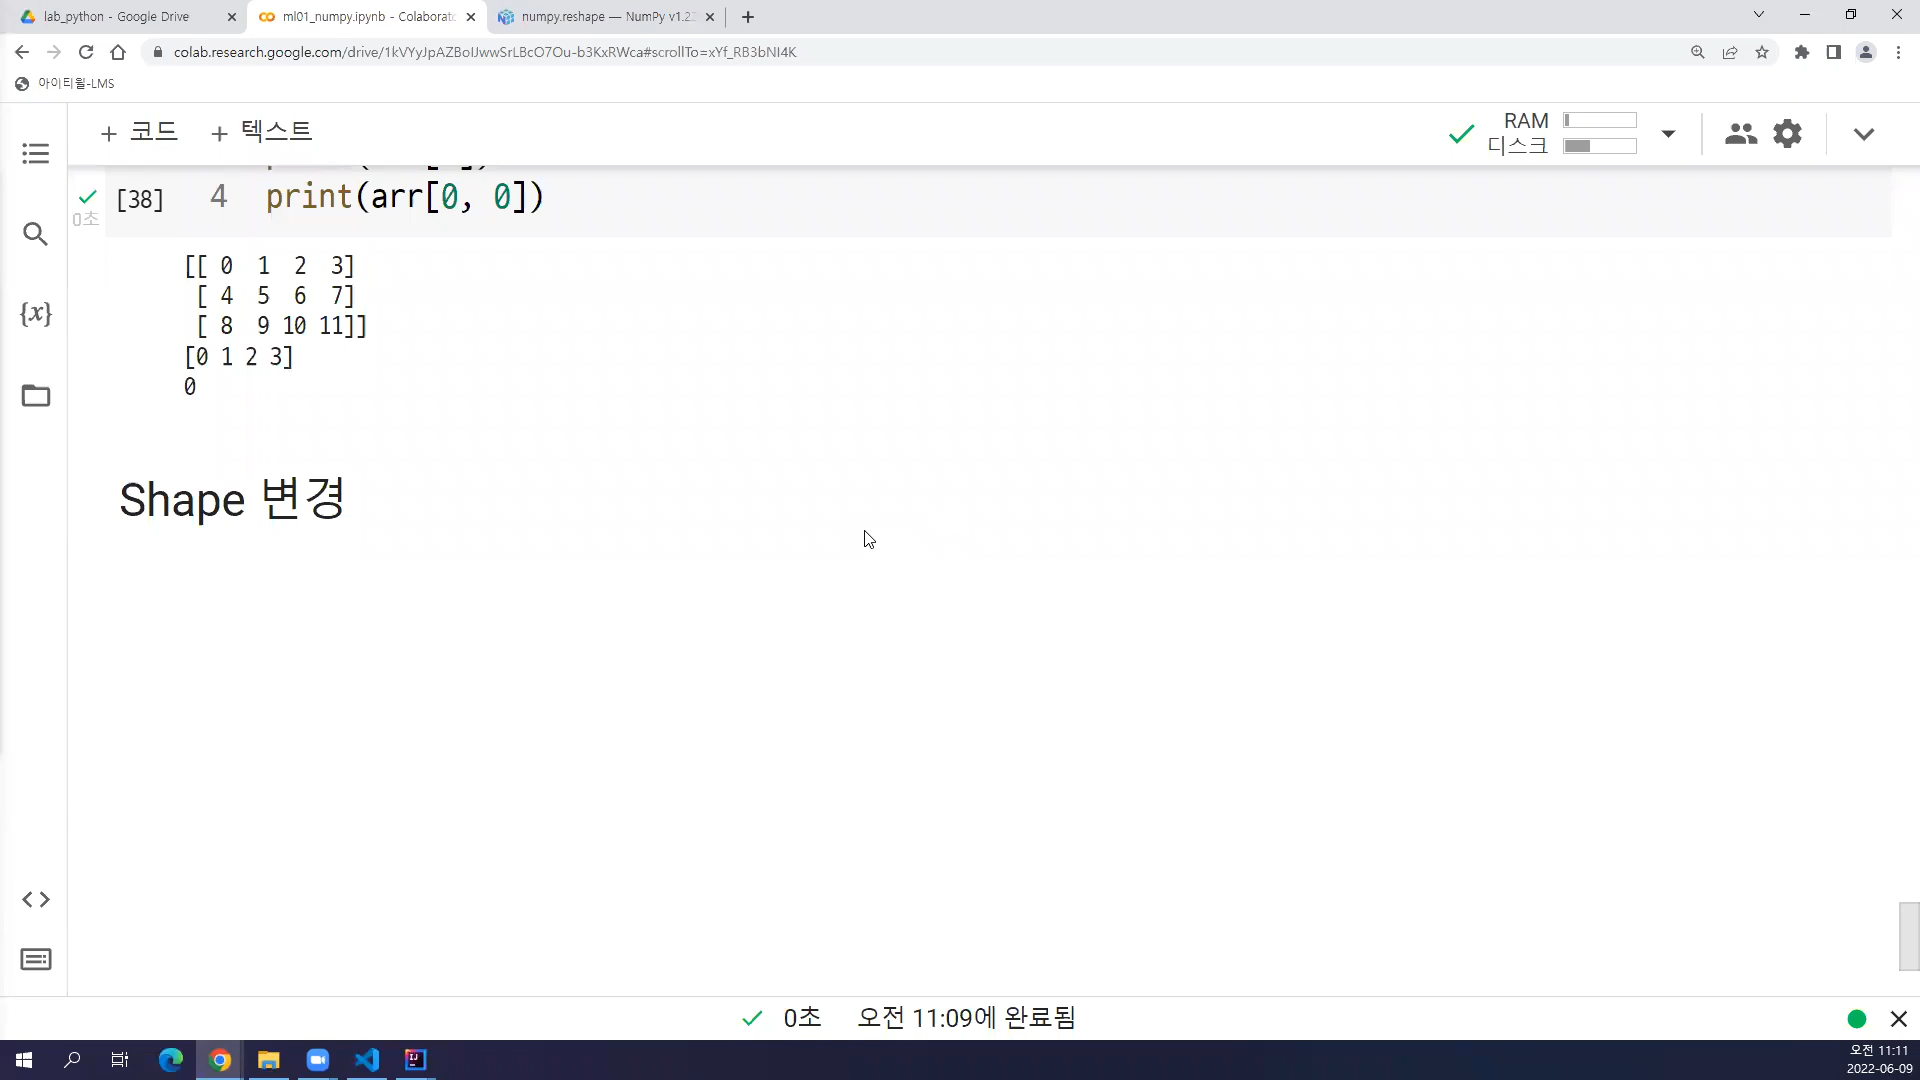 lab_python - Google Drive
ml01_numpy.ipynb - Colaborato
numpy.reshape — NumPy v1.2
colab.research.google.com/drive/1kVYyJpAZBoIJwwSrLBcO7Ou-b3KxRWca#scrollTo=xYf_RB3bNI4K
아이티윌-LMS
+ 코드
+ 텍스트
RAM
디스크
[38]
0초
4 print(arr[0, 0])
[[ 0 1 2 3]
[ 4 5 6 7]
[ 8 9 10 11]]
[0 1 2 3]
0
Shape 변경
{x}
0초 오전 11:09에 완료됨
오전 11:11
2022-06-09